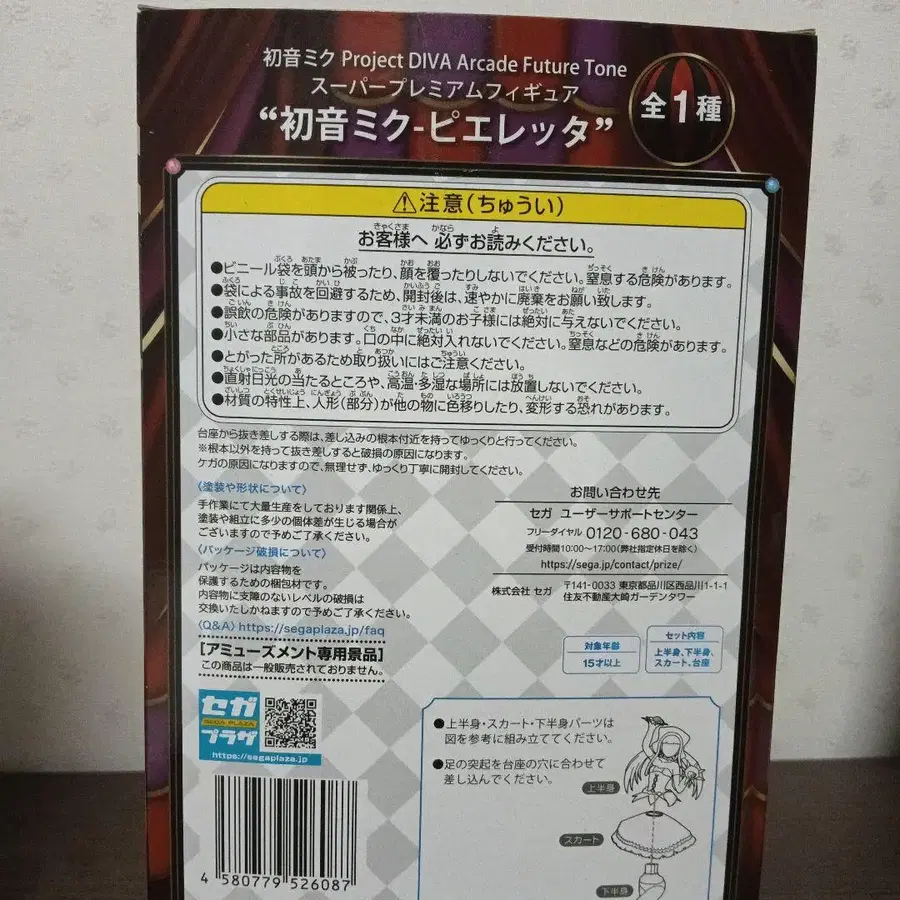 初音ミク Project DIVA Arcade Future Tone
スーパープレミアムフィギュア
“初音ミク-ピエレッタ”
全1種
⚠注意(ちゅうい)
お客様へ 必ずお読みください。
●ビニール袋を頭から被ったり、顔を覆ったりしないでください。窒息する危険があります。
●袋による事故を回避するため、開封後は、速やかに廃棄をお願い致します。
●誤飲の危険がありますので、3才未満のお子様には絶対に与えないでください。
●小さな部品があります。口の中に絶対入れないでください。窒息などの危険があります。
●とがった所があるため取り扱いにはご注意ください。
●直射日光の当たるところや、高温・多湿な場所には放置しないでください。
●材質の特性上、人形(部分)が他の物に色移りしたり、変形する恐れがあります。
台座から抜き差しする際は、差し込みの根本付近を持ってゆっくりと行ってください。
※根本以外を持って抜き差しすると破損の原因になります。
ケガの原因になりますので、無理せず、ゆっくり丁寧に開封してください。
〈塗装や形状について〉
手作業にて大量生産をしております関係上、
塗装や組立に多少の個体差が生じる場合が
ございますので予めご了承ください。
〈パッケージ破損について〉
パッケージは内容物を
保護するための梱包材です。
内容物に支障のないレベルの破損は
交換いたしかねますので予めご了承ください。
〈Q&A〉https://segaplaza.jp/faq
[アミューズメント専用景品]
この商品は一般販売されておりません。
お問い合わせ先
セガ ユーザーサポートセンター
フリーダイヤル 0120-680-043
受付時間10:00〜17:00(弊社指定休日を除く)
https://sega.jp/contact/prize/
株式会社 セガ 〒141-0033 東京都品川区西品川1-1-1
住友不動産大崎ガーデンタワー
対象年齢
15才以上
セット内容
上半身、下半身、
スカート、台座
セガ
SEGA PLAZA
プラザ
https://segaplaza.jp
4 580779 526087
●上半身・スカート・下半身パーツは
図を参考に組み立ててください。
●足の突起を台座の穴に合わせて
差し込んでください。
上半身
スカート
下半身